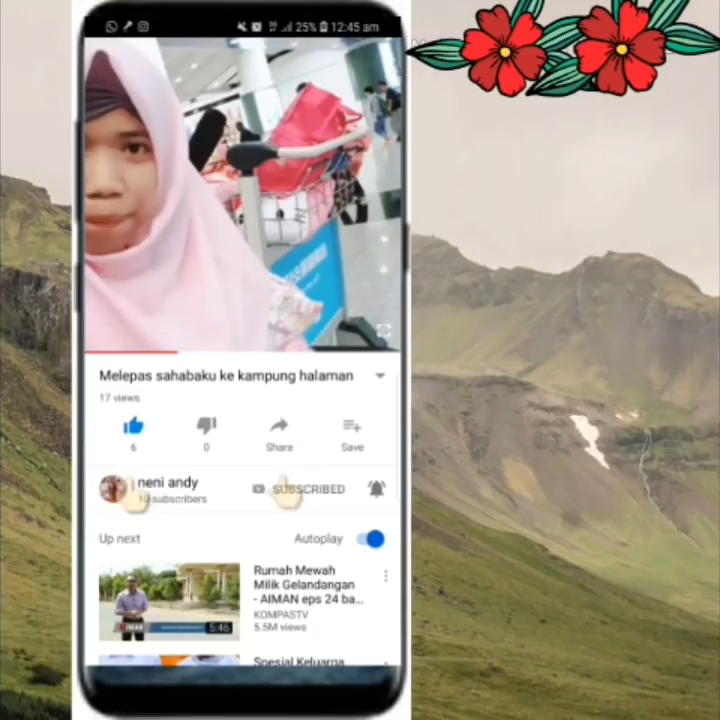 25% 12:45 am
Melepas sahabaku ke kampung halaman
17 views
6
0
Share
Save
neni andy
subscribers
SUBSCRIBED
Up next
Autoplay
Rumah Mewah
Milik Gelandangan
- AIMAN eps 24 ba...
KOMPASTV
5.5M views
5:46
Spesial Keluarga